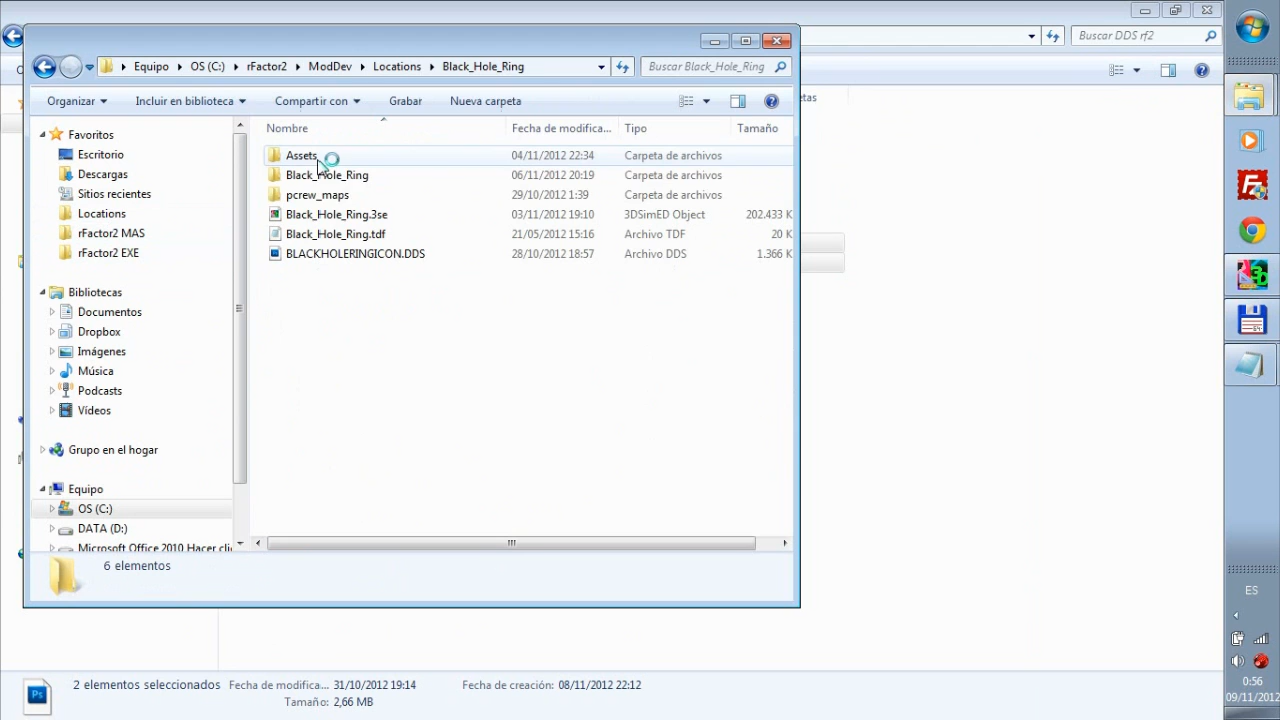 Buscar DDS rf2
Equipo OS (C:) rFactor2 ModDev Locations Black_Hole_Ring
Buscar Black_Hole_Ring
Organizar Incluir en biblioteca Compartir con Grabar Nueva carpeta
etas
Nombre Fecha de modifica... Tipo Tamaño
Favoritos
Escritorio
Descargas
Sitios recientes
Locations
rFactor2 MAS
rFactor2 EXE
Bibliotecas
Documentos
Dropbox
Imágenes
Música
Podcasts
Vídeos
Grupo en el hogar
Equipo
OS (C:)
DATA (D:)
Microsoft Office 2010 Hacer clic
Assets 04/11/2012 22:34 Carpeta de archivos
Black_Hole_Ring 06/11/2012 20:19 Carpeta de archivos
pcrew_maps 29/10/2012 1:39 Carpeta de archivos
Black_Hole_Ring.3se 03/11/2012 19:10 3DSimED Object 202.433 K
Black_Hole_Ring.tdf 21/05/2012 15:16 Archivo TDF 20 K
BLACKHOLERINGICON.DDS 28/10/2012 18:57 Archivo DDS 1.366 K
6 elementos
2 elementos seleccionados Fecha de modifica... 31/10/2012 19:14 Fecha de creación: 08/11/2012 22:12
Tamaño: 2,66 MB
ES
0:56
09/11/2012